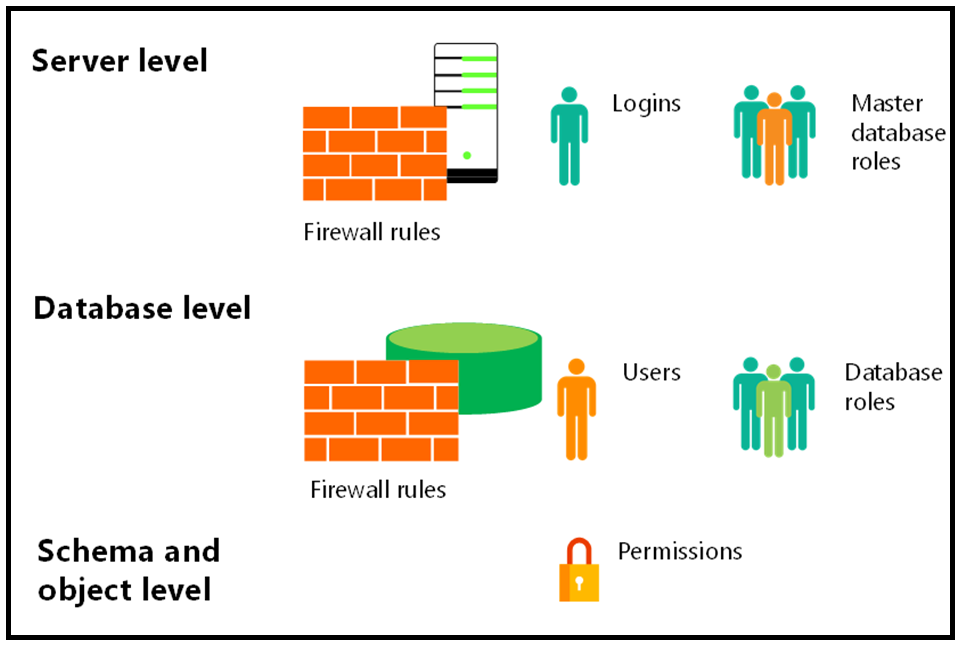 Server level
Logins
Master
database
roles
Firewall rules
Database level
Users
Database
roles
Firewall rules
Schema and
object level
Permissions